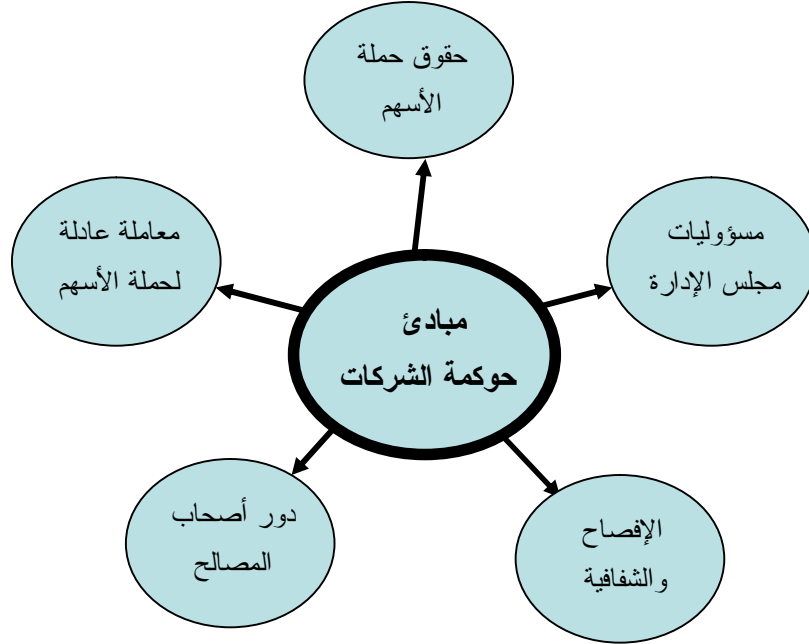 حقوق حملة
الأسهم
مسؤوليات
مجلس الإدارة
معاملة عادلة
لحملة الأسهم
مبادئ
حوكمة الشركات
الإفصاح
والشفافية
دور أصحاب
المصالح